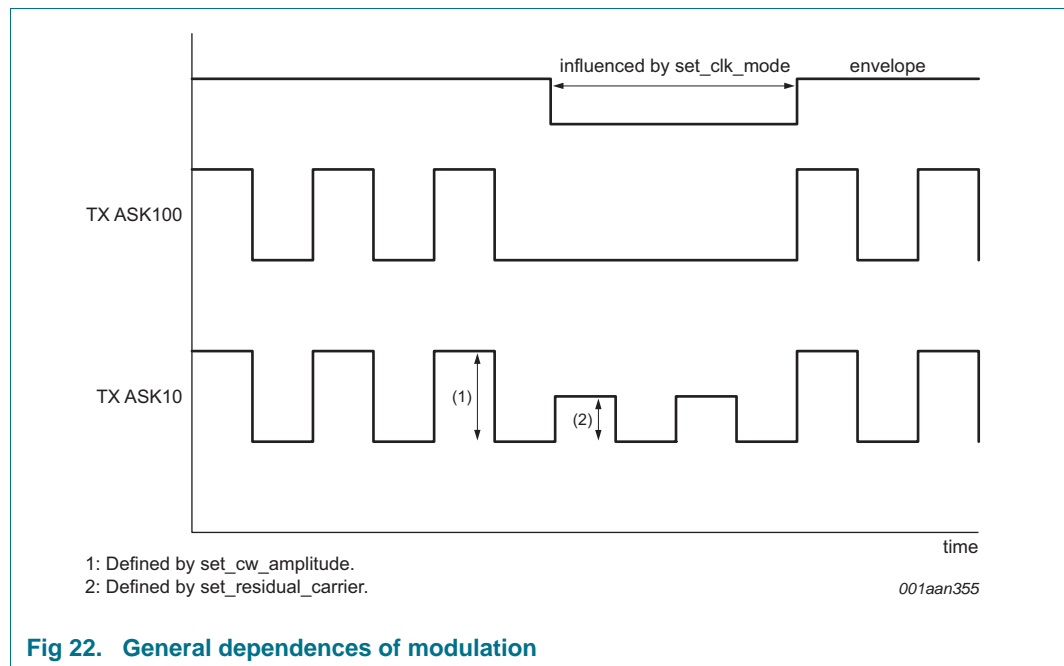 influenced by set_clk_mode
envelope
TX ASK100
TX ASK10
(1)
(2)
time
1: Defined by set_cw_amplitude.
2: Defined by set_residual_carrier.
001aan355
Fig 22. General dependences of modulation